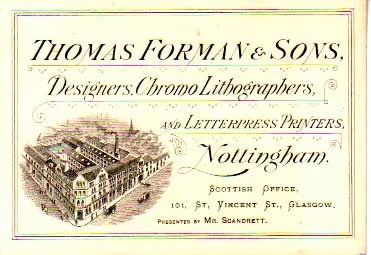 THOMAS FORMAN & SONS,
Designers, Chromo Lithographers,
AND LETTERPRESS PRINTERS,
Nottingham.
SCOTTISH OFFICE,
101, ST, VINCENT ST., GLASGOW.
PRESENTED BY MR. SCANDRETT.